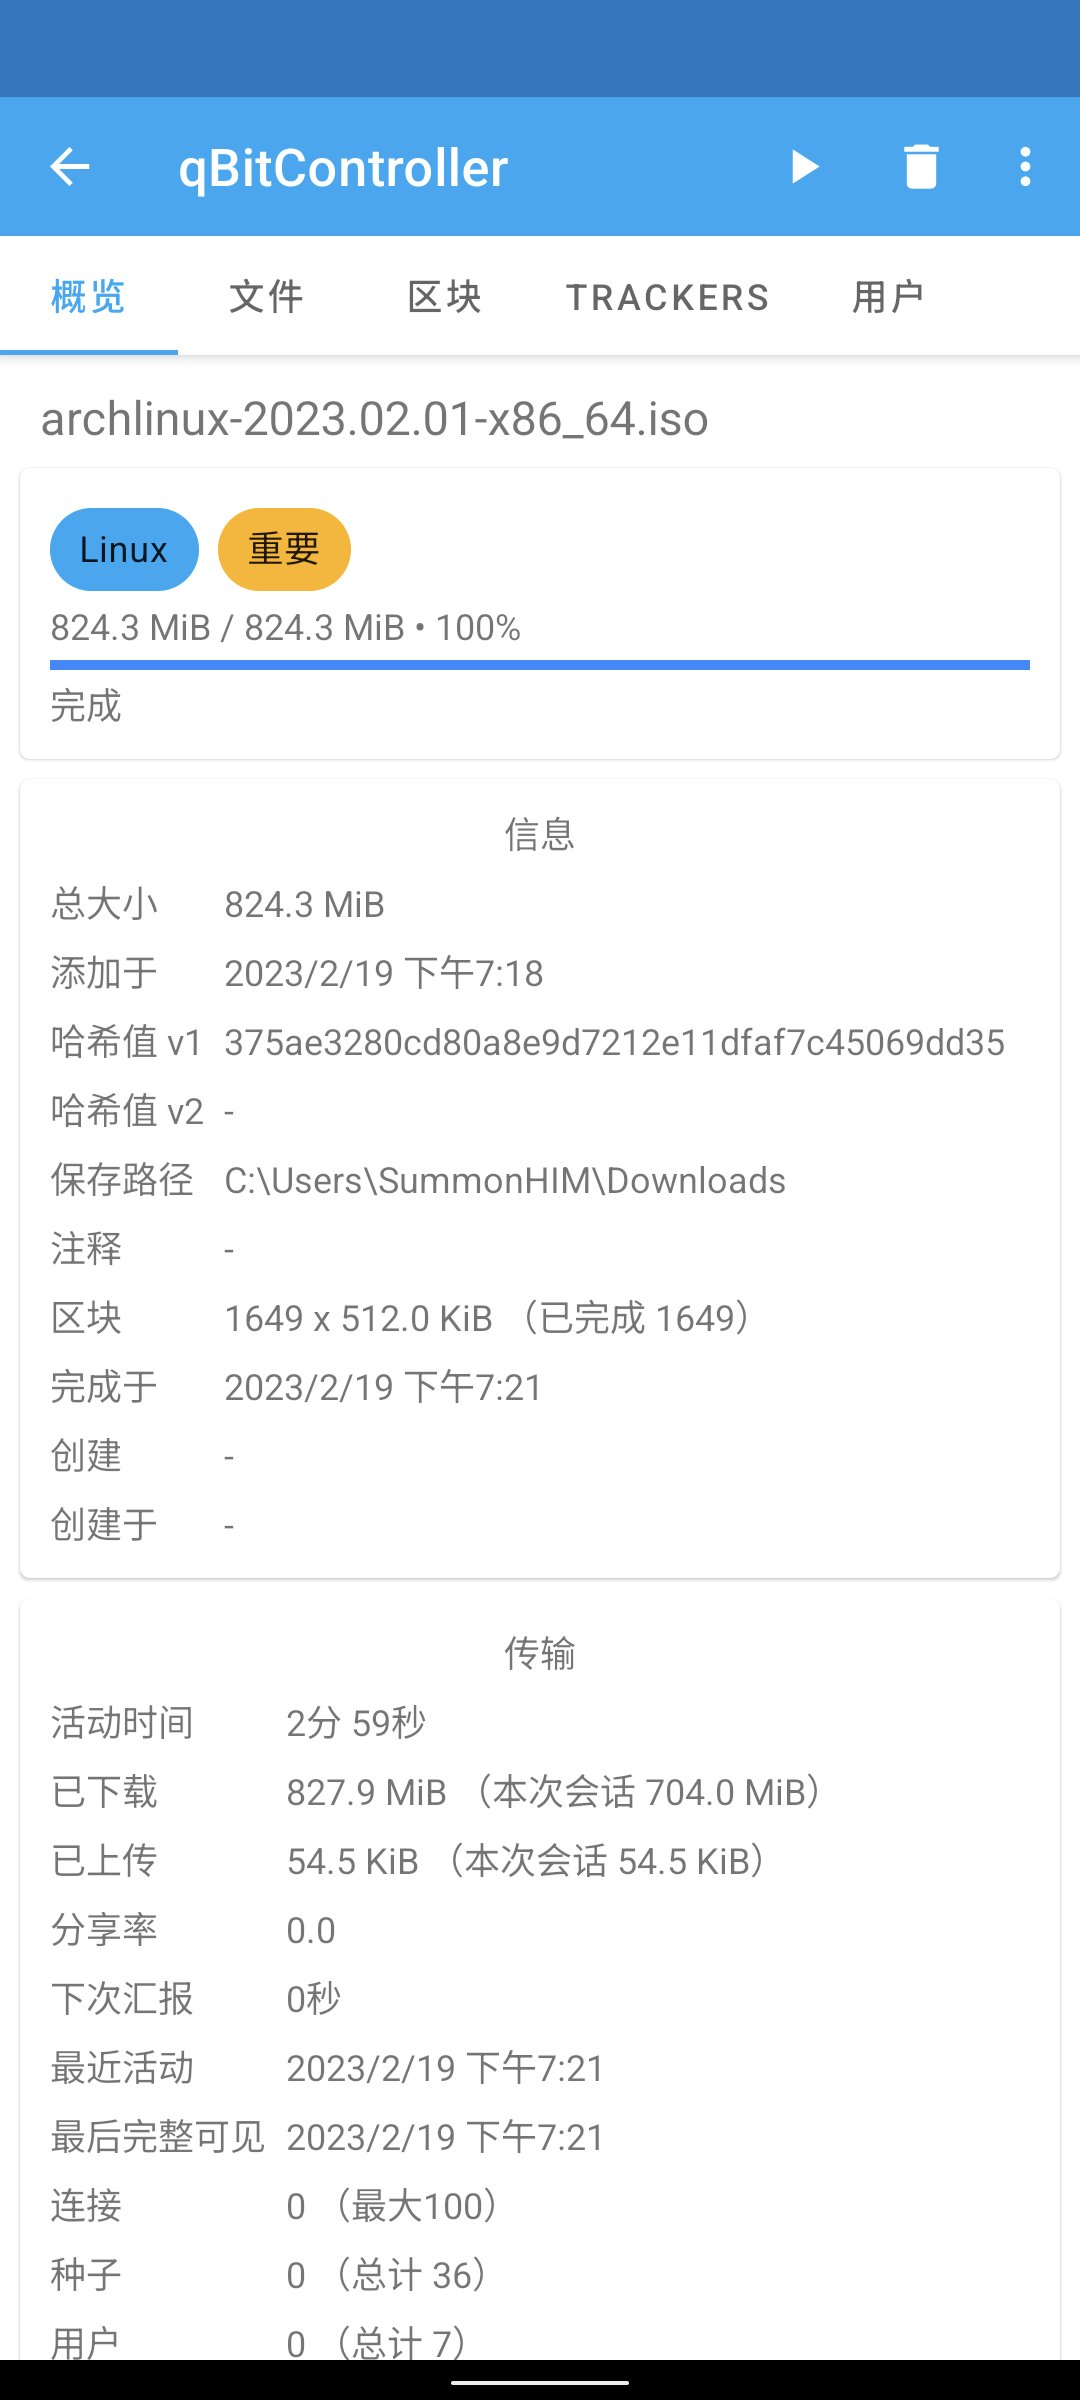 qBitController
概览 文件 区块 TRACKERS 用户
archlinux-2023.02.01-x86_64.iso
Linux 重要
824.3 MiB / 824.3 MiB • 100%
完成
信息
总大小 824.3 MiB
添加于 2023/2/19 下午7:18
哈希值 v1 375ae3280cd80a8e9d7212e11dfaf7c45069dd35
哈希值 v2 -
保存路径 C:\Users\SummonHIM\Downloads
注释 -
区块 1649 x 512.0 KiB （已完成 1649）
完成于 2023/2/19 下午7:21
创建 -
创建于 -
传输
活动时间 2分 59秒
已下载 827.9 MiB （本次会话 704.0 MiB）
已上传 54.5 KiB （本次会话 54.5 KiB）
分享率 0.0
下次汇报 0秒
最近活动 2023/2/19 下午7:21
最后完整可见 2023/2/19 下午7:21
连接 0 （最大100）
种子 0 （总计 36）
用户 0 （总计 7）